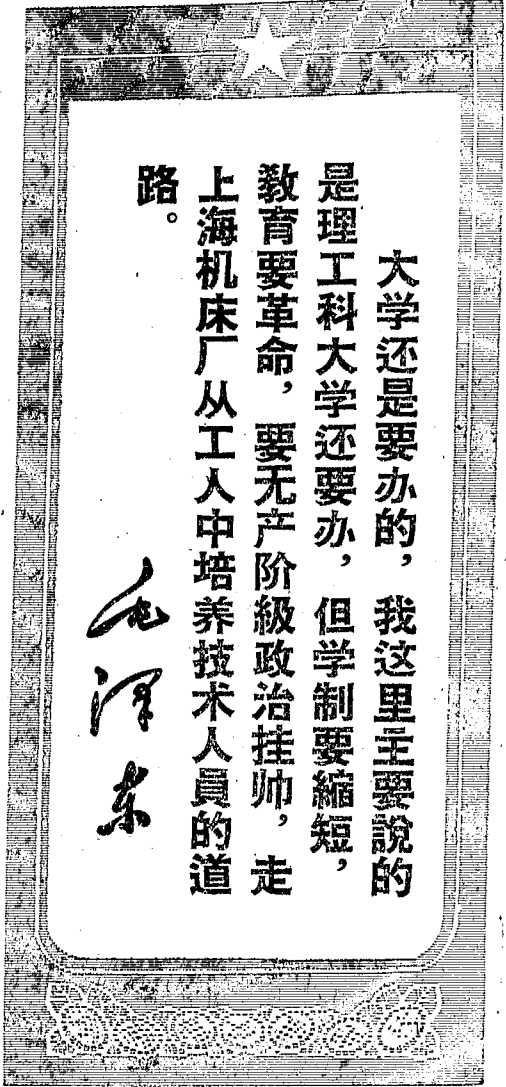 大学还是要办的，我这里主要説的
是理工科大学还要办，但学制要縮短，
教育要革命，要无产阶級政治挂帅，走
上海机床厂从工人中培养技术人員的道
路。
毛泽东